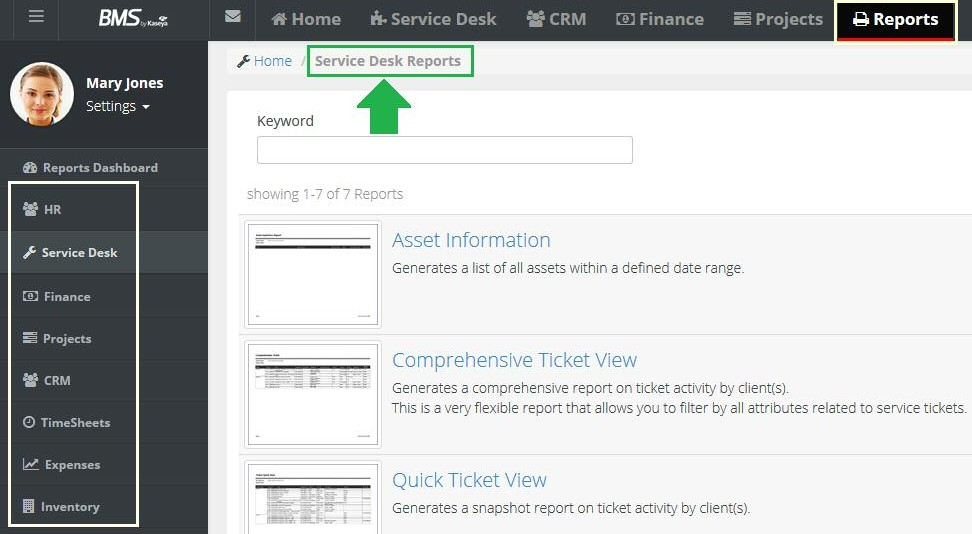 BMS by Kaseya
Home
Service Desk
CRM
Finance
Projects
Reports
Mary Jones
Settings
Reports Dashboard
HR
Service Desk
Finance
Projects
CRM
TimeSheets
Expenses
Inventory
Home / Service Desk Reports
Keyword
showing 1-7 of 7 Reports
Asset Information
Generates a list of all assets within a defined date range.
Comprehensive Ticket View
Generates a comprehensive report on ticket activity by client(s).
This is a very flexible report that allows you to filter by all attributes related to service tickets.
Quick Ticket View
Generates a snapshot report on ticket activity by client(s).